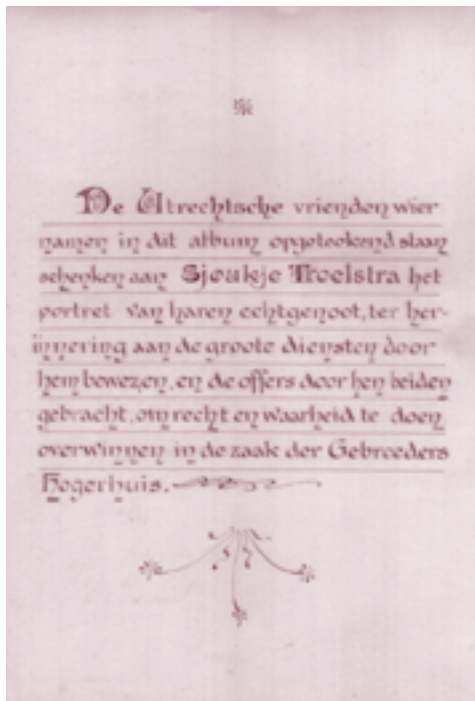 De Utrechtsche vrienden wier
namen in dit album opgeteekend staan
schenken aan Sjoukje Troelstra het
portret van haren echtgenoot, ter her-
innering aan de groote diensten door
hem bewezen, en de offers door hen beiden
gebracht, om recht en waarheid te doen
overwinnen in de zaak der Gebroeders
Hogerhuis.